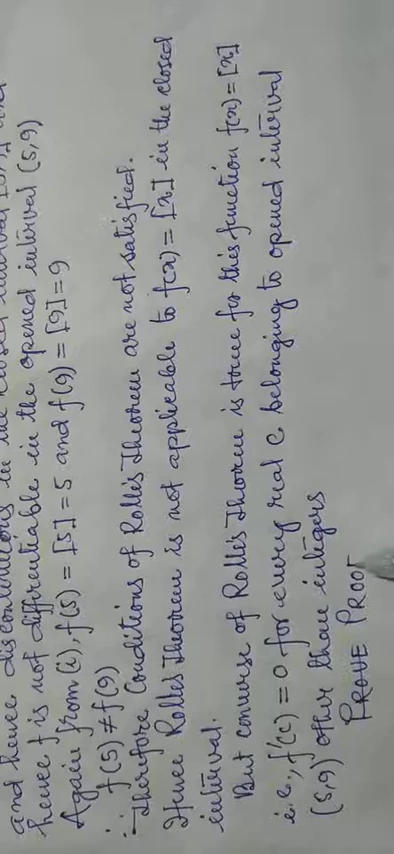 and hence discontinuous in the closed interval
hence f is not differentiable in the opened interval (5,9)
Again from (i), f(5) = [5] = 5 and f(9) = [9] = 9
∵ f(5) ≠ f(9)
Therefore Conditions of Rolle's Theorem are not satisfied.
Hence Rolle's Theorem is not applicable to f(x) = [x] in the closed
interval.
But converse of Rolle's Theorem is true for this function f(x) = [x]
i.e., f'(c) = 0 for every real c belonging to opened interval
(5,9) other than integers
PROVE PROOF